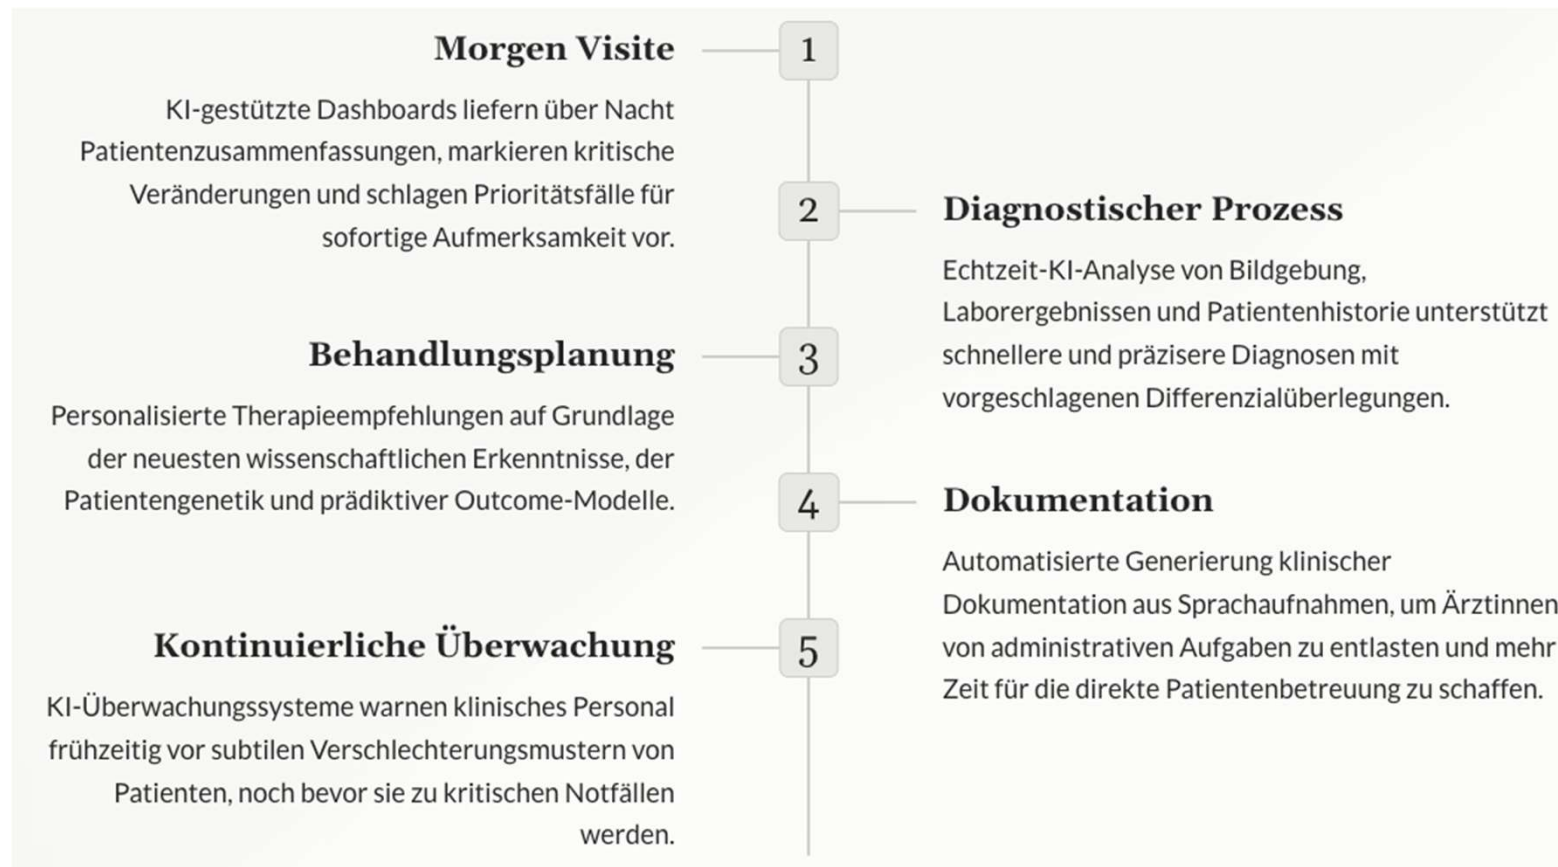 Morgen Visite
1
KI-gestützte Dashboards liefern über Nacht
Patientenzusammenfassungen, markieren kritische
Veränderungen und schlagen Prioritätsfälle für
sofortige Aufmerksamkeit vor.
2
Diagnostischer Prozess
Echtzeit-KI-Analyse von Bildgebung,
Laborergebnissen und Patientenhistorie unterstützt
schnellere und präzisere Diagnosen mit
vorgeschlagenen Differenzialüberlegungen.
Behandlungsplanung
3
Personalisierte Therapieempfehlungen auf Grundlage
der neuesten wissenschaftlichen Erkenntnisse, der
Patientengenetik und prädiktiver Outcome-Modelle.
4
Dokumentation
Automatisierte Generierung klinischer
Dokumentation aus Sprachaufnahmen, um Ärztinnen
von administrativen Aufgaben zu entlasten und mehr
Zeit für die direkte Patientenbetreuung zu schaffen.
Kontinuierliche Überwachung
5
KI-Überwachungssysteme warnen klinisches Personal
frühzeitig vor subtilen Verschlechterungsmustern von
Patienten, noch bevor sie zu kritischen Notfällen
werden.